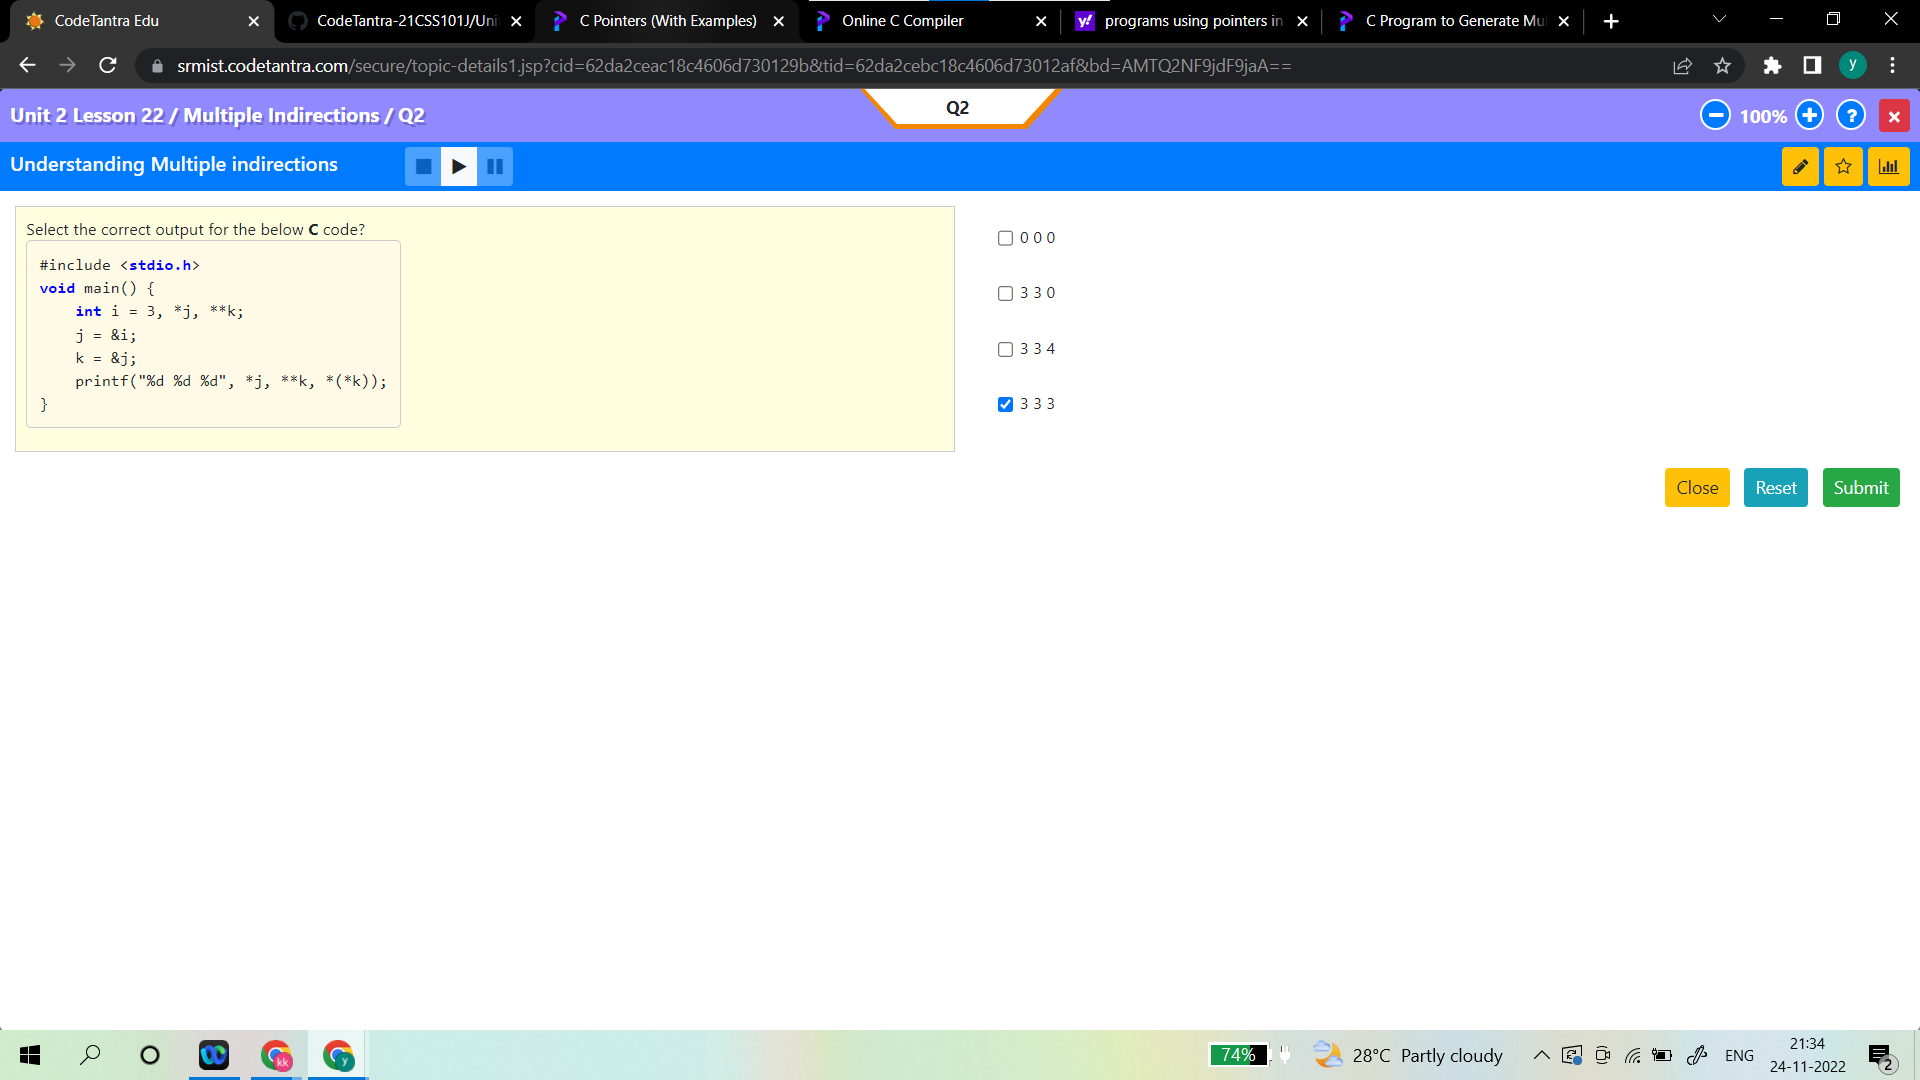 CodeTantra Edu
CodeTantra-21CSS101J/Uni
C Pointers (With Examples)
Online C Compiler
programs using pointers in
C Program to Generate Mul
srmist.codetantra.com/secure/topic-details1.jsp?cid=62da2ceac18c4606d730129b&tid=62da2cebc18c4606d73012af&bd=AMTQ2NF9jdF9jaA==
y
Unit 2 Lesson 22 / Multiple Indirections / Q2
Q2
100%
?
Understanding Multiple indirections
Select the correct output for the below C code?
#include <stdio.h>
void main() {
int i = 3, *j, **k;
j = &i;
k = &j;
printf("%d %d %d", *j, **k, *(*k));
}
0 0 0
3 3 0
3 3 4
3 3 3
Close
Reset
Submit
kk
y
74%
28°C Partly cloudy
ENG
21:34
24-11-2022
2